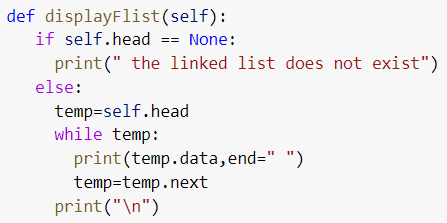 def displayFlist(self):
    if self.head == None:
      print(" the linked list does not exist")
    else:
      temp=self.head
      while temp:
        print(temp.data,end=" ")
        temp=temp.next
      print("\n")